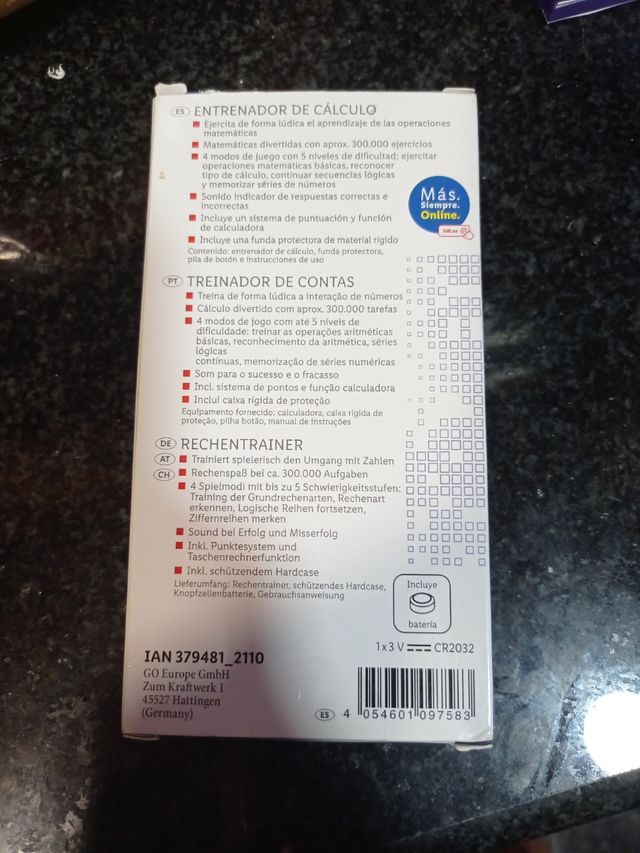 ES ENTRENADOR DE CÁLCULO
Ejercita de forma lúdica el aprendizaje de las operaciones
matemáticas
Matemáticas divertidas con aprox. 300.000 ejercicios
4 modos de juego con 5 niveles de dificultad: ejercitar
operaciones matemáticas básicas, reconocer
tipo de cálculo, continuar secuencias lógicas
y memorizar séries de números
Sonido indicador de respuestas correctas e
incorrectas
Incluye un sistema de puntuación y función
de calculadora
Incluye una funda protectora de material rígido
Contenido: entrenador de cálculo, funda protectora,
pila de botón e instrucciones de uso
Más.
Siempre.
Online.
lidl.es
PT TREINADOR DE CONTAS
Treina de forma lúdica a interação de números
Cálculo divertido com aprox. 300.000 tarefas
4 modos de jogo com até 5 níveis de
dificuldade: treinar as operações aritméticas
básicas, reconhecimento da aritmética, séries
lógicas
contínuas, memorização de séries numéricas
Som para o sucesso e o fracasso
Incl. sistema de pontos e função calculadora
Inclui caixa rígida de proteção
Equipamento fornecido: calculadora, caixa rígida de
proteção, pilha botão, manual de instruções
DE RECHENTRAINER
AT Trainiert spielerisch den Umgang mit Zahlen
CH Rechenspaß bei ca. 300.000 Aufgaben
4 Spielmodi mit bis zu 5 Schwierigkeitsstufen:
Training der Grundrechenarten, Rechenart
erkennen, Logische Reihen fortsetzen,
Ziffernreihen merken
Sound bei Erfolg und Misserfolg
Inkl. Punktesystem und
Taschenrechnerfunktion
Inkl. schützendem Hardcase
Lieferumfang: Rechentrainer, schützendes Hardcase,
Knopfzellenbatterie, Gebrauchsanweisung
Incluye
batería
1 x 3 V CR2032
IAN 379481_2110
GO Europe GmbH
Zum Kraftwerk 1
45527 Hattingen
(Germany)
ES 4 054601 097583